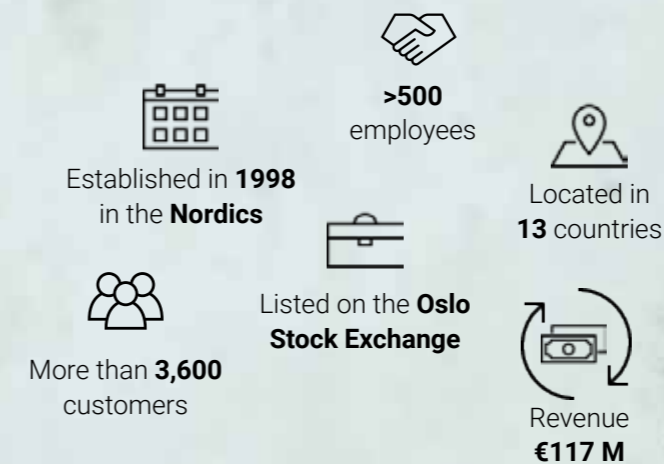 >500
employees
Established in 1998
in the Nordics
Located in
13 countries
Listed on the Oslo
Stock Exchange
More than 3,600
customers
Revenue
€117 M